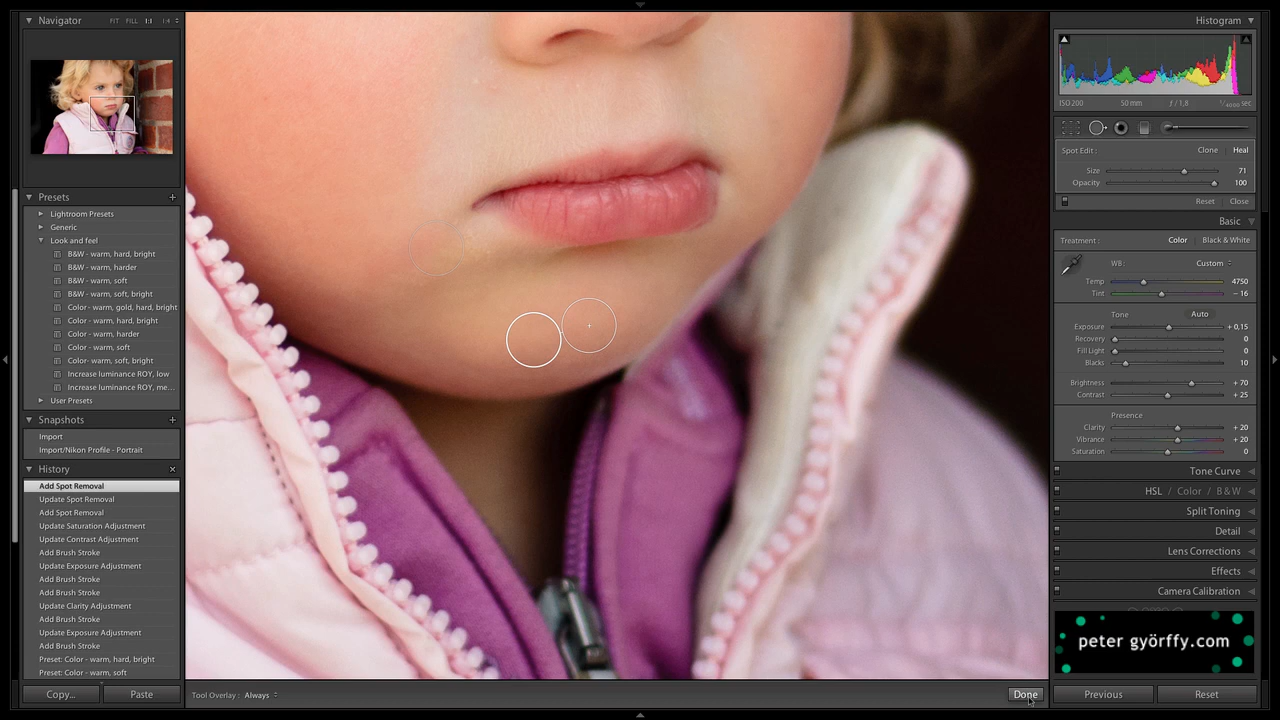 Navigator FIT FILL 1:1 1:4
Presets +
Lightroom Presets
Generic
Look and feel
B&W - warm, hard, bright
B&W - warm, harder
B&W - warm, soft
B&W - warm, soft, bright
Color - warm, gold, hard, bright
Color - warm, hard, bright
Color - warm, harder
Color - warm, soft
Color- warm, soft, bright
Increase luminance ROY, low
Increase luminance ROY, me...
User Presets
Snapshots +
Import
Import/Nikon Profile - Portrait
History ×
Add Spot Removal
Update Spot Removal
Add Spot Removal
Update Saturation Adjustment
Update Contrast Adjustment
Add Brush Stroke
Update Exposure Adjustment
Add Brush Stroke
Add Brush Stroke
Update Clarity Adjustment
Add Brush Stroke
Update Exposure Adjustment
Add Brush Stroke
Preset: Color - warm, hard, bright
Preset: Color - warm, soft
Copy... Paste
Tool Overlay : Always Done
Histogram
ISO 200 50 mm ƒ / 1,8 1/4000 sec
Spot Edit : Clone Heal
Size 71
Opacity 100
Reset Close
Basic
Treatment : Color Black & White
WB : Custom
Temp 4750
Tint - 16
Tone Auto
Exposure + 0,15
Recovery 0
Fill Light 0
Blacks 10
Brightness + 70
Contrast + 25
Presence
Clarity + 20
Vibrance + 20
Saturation 0
Tone Curve
HSL / Color / B & W
Split Toning
Detail
Lens Corrections
Effects
Camera Calibration
peter györffy.com
Previous Reset